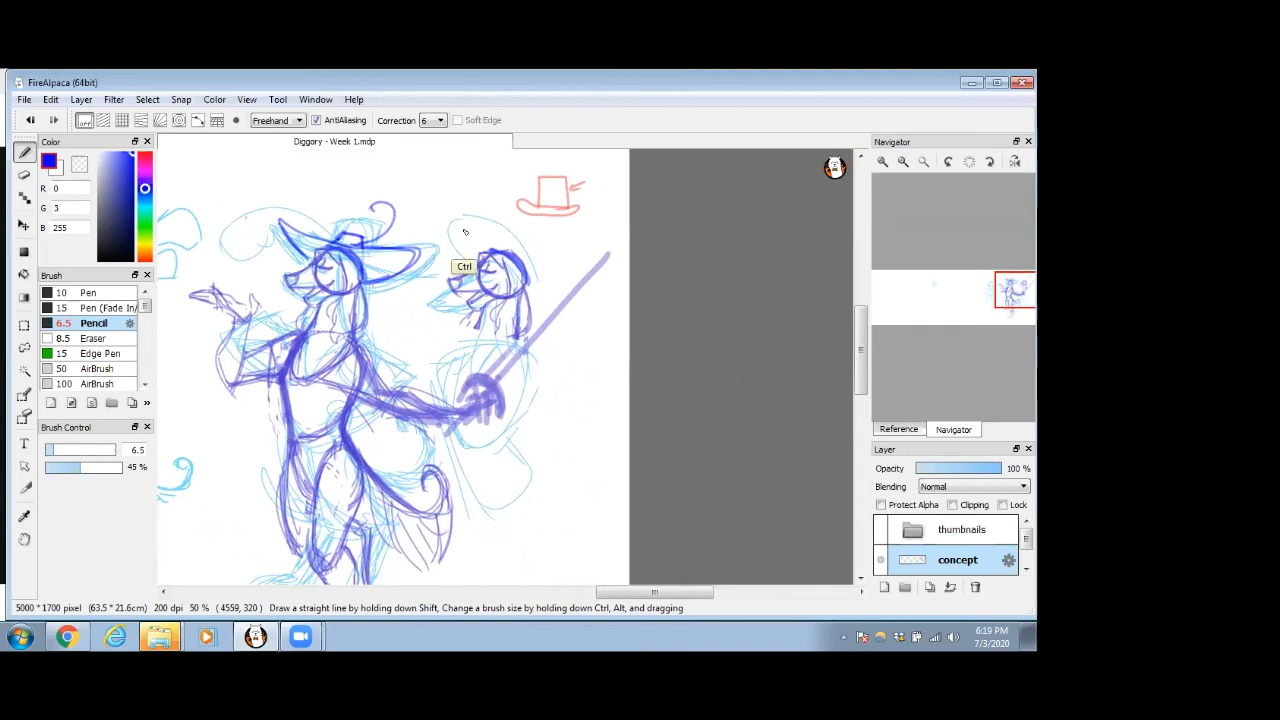 FireAlpaca (64bit)
File Edit Layer Filter Select Snap Color View Tool Window Help
OFF Freehand AntiAliasing Correction 6 Soft Edge
Color
Diggory - Week 1.mdp
Navigator
R 0
G 3
B 255
Ctrl
Brush
10 Pen
15 Pen (Fade In/
6.5 Pencil
8.5 Eraser
15 Edge Pen
50 AirBrush
100 AirBrush
Brush Control
6.5
45 %
Reference Navigator
Layer
Opacity 100 %
Blending Normal
Protect Alpha Clipping Lock
thumbnails
concept
5000 * 1700 pixel (63.5 * 21.6cm) 200 dpi 50 % (4559, 320) Draw a straight line by holding down Shift, Change a brush size by holding down Ctrl, Alt, and dragging
6:19 PM
7/3/2020